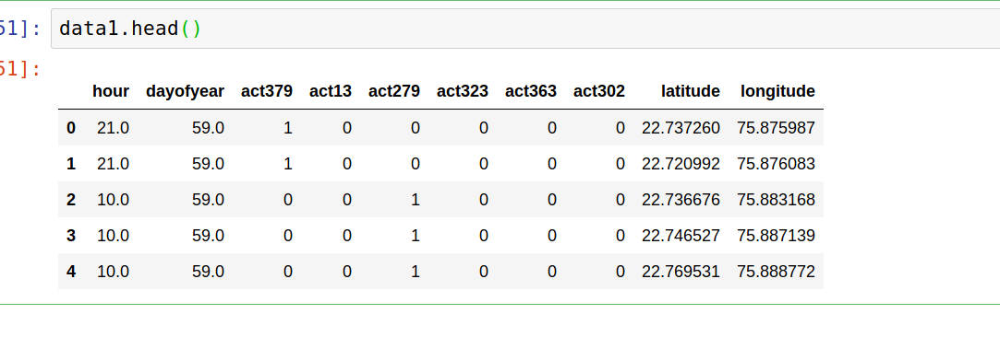 51]: data1.head()
51]:
hour dayofyear act379 act13 act279 act323 act363 act302 latitude longitude
0 21.0 59.0 1 0 0 0 0 0 22.737260 75.875987
1 21.0 59.0 1 0 0 0 0 0 22.720992 75.876083
2 10.0 59.0 0 0 1 0 0 0 22.736676 75.883168
3 10.0 59.0 0 0 1 0 0 0 22.746527 75.887139
4 10.0 59.0 0 0 1 0 0 0 22.769531 75.888772